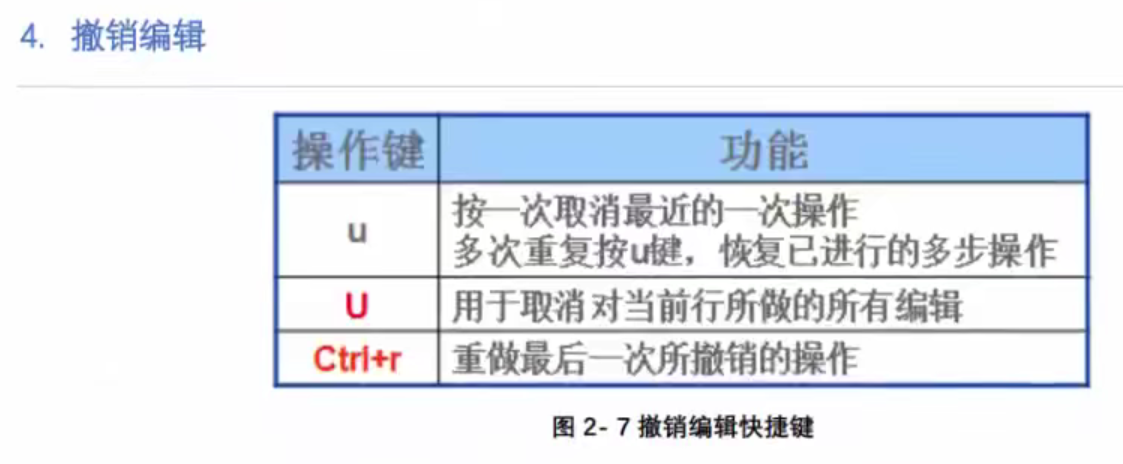 4. 撤销编辑
操作键 功能
u 按一次取消最近的一次操作
多次重复按u键，恢复已进行的多步操作
U 用于取消对当前行所做的所有编辑
Ctrl+r 重做最后一次所撤销的操作
图 2- 7 撤销编辑快捷键